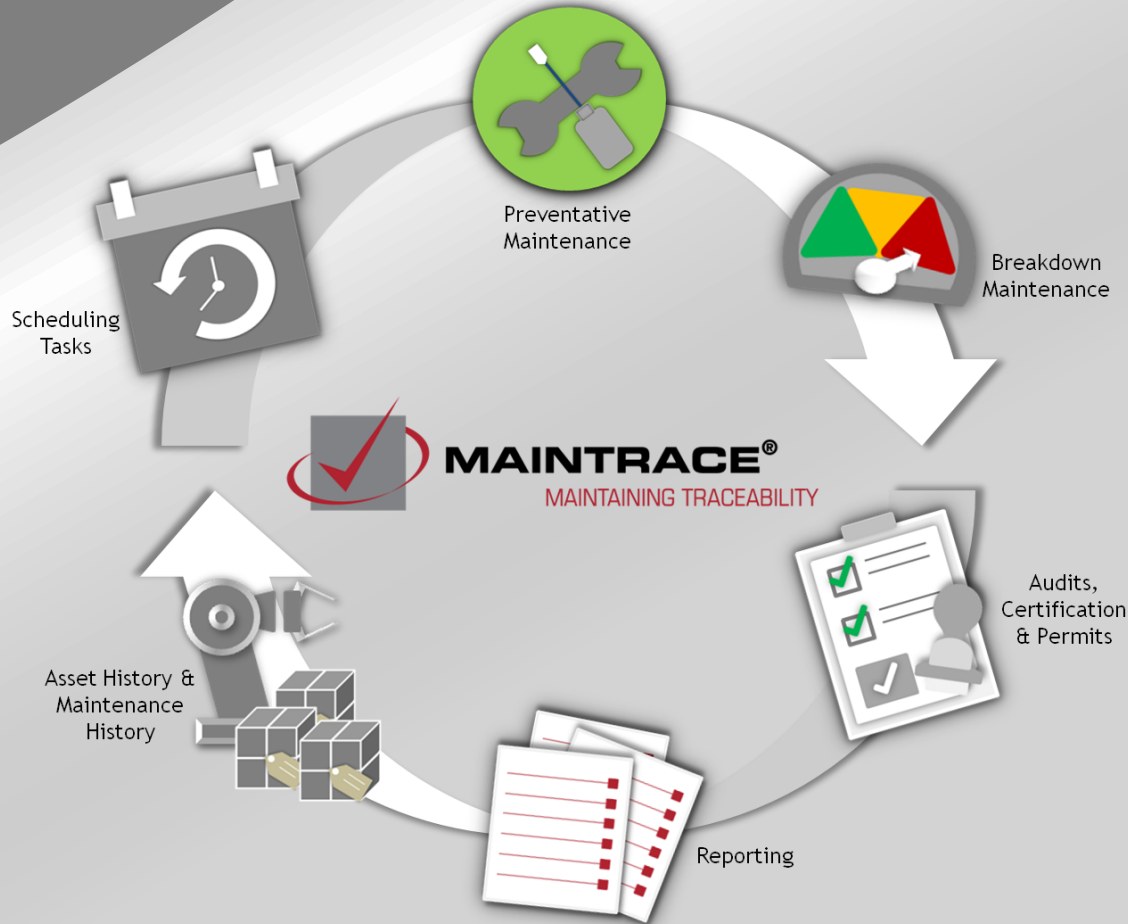 Preventative
Maintenance
Breakdown
Maintenance
Scheduling
Tasks
MAINTRACE®
MAINTAINING TRACEABILITY
Audits,
Certification
& Permits
Asset History &
Maintenance
History
Reporting